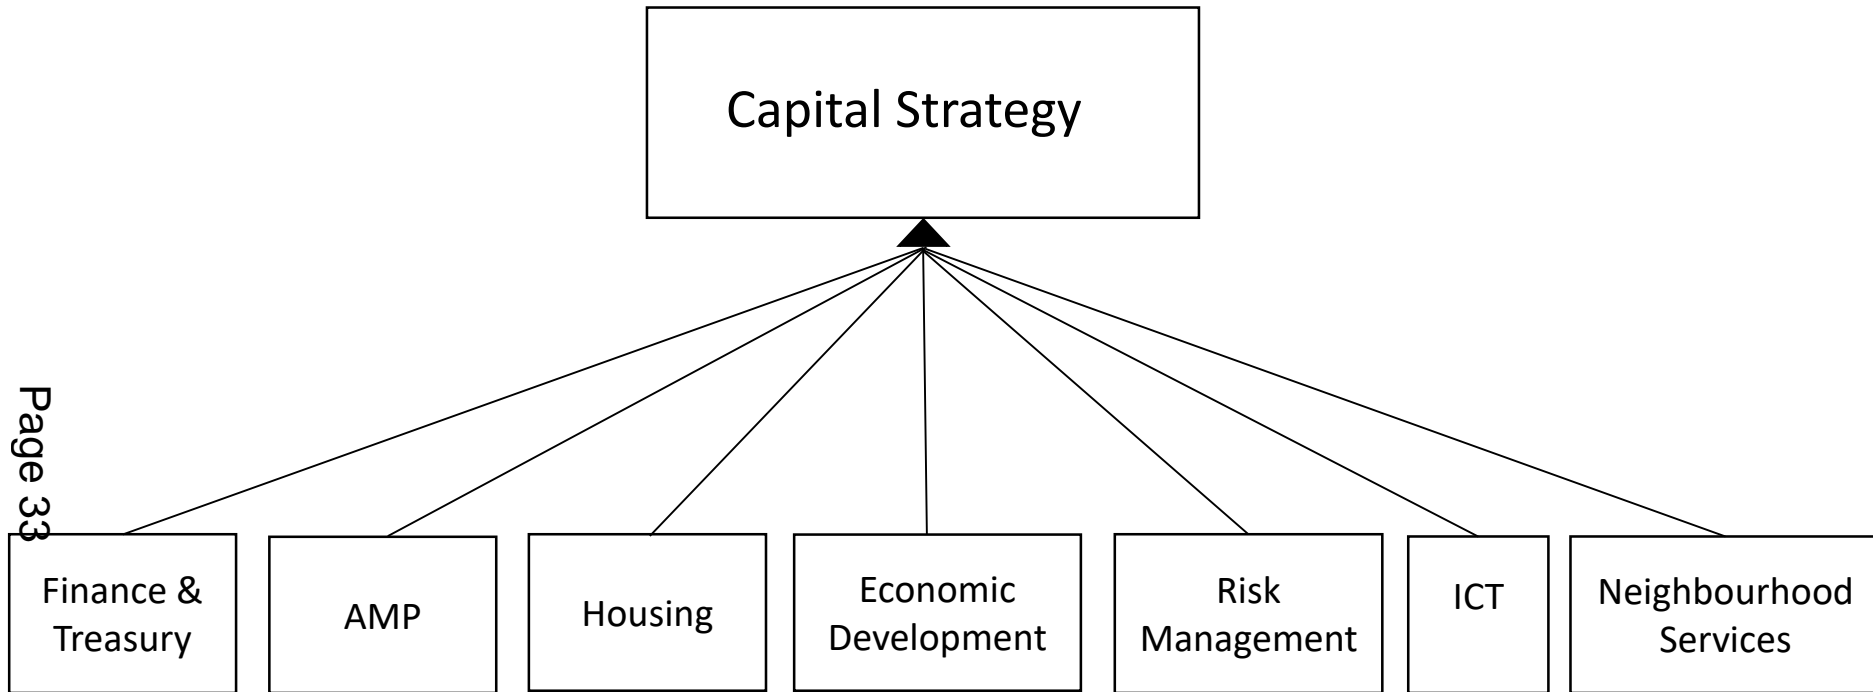 Capital Strategy
Page 33
Finance &
Treasury
AMP
Housing
Economic
Development
Risk
Management
ICT
Neighbourhood
Services